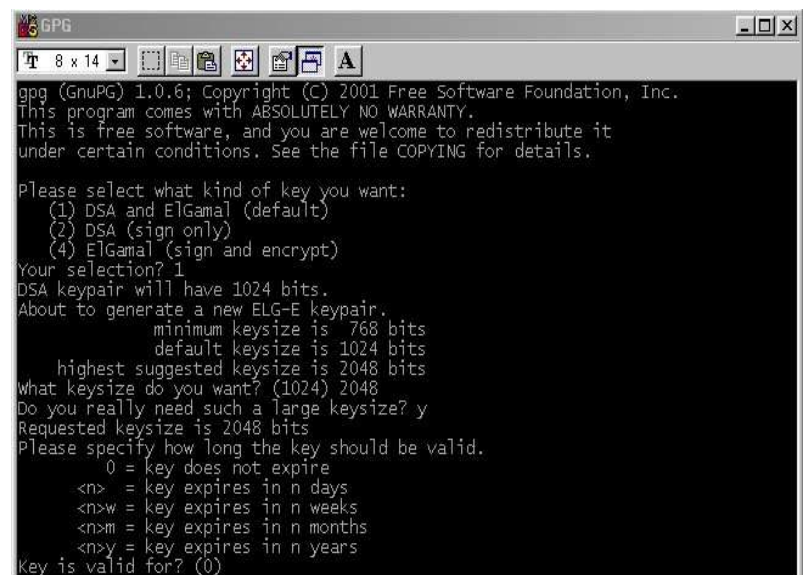 GPG
8 x 14
A
gpg (GnuPG) 1.0.6; Copyright (C) 2001 Free Software Foundation, Inc.
This program comes with ABSOLUTELY NO WARRANTY.
This is free software, and you are welcome to redistribute it
under certain conditions. See the file COPYING for details.
Please select what kind of key you want:
(1) DSA and ElGamal (default)
(2) DSA (sign only)
(4) ElGamal (sign and encrypt)
Your selection? 1
DSA keypair will have 1024 bits.
About to generate a new ELG-E keypair.
minimum keysize is 768 bits
default keysize is 1024 bits
highest suggested keysize is 2048 bits
What keysize do you want? (1024) 2048
Do you really need such a large keysize? y
Requested keysize is 2048 bits
Please specify how long the key should be valid.
0 = key does not expire
<n> = key expires in n days
<n>w = key expires in n weeks
<n>m = key expires in n months
<n>y = key expires in n years
Key is valid for? (0)